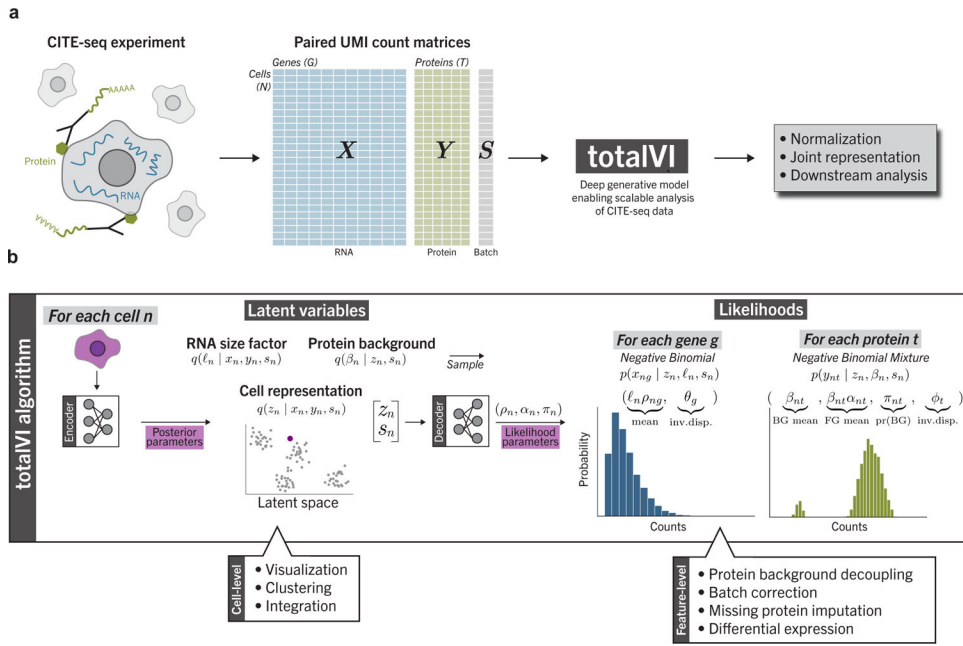 a
CITE-seq experiment
AAAAA
Protein
RNA
Paired UMI count matrices
Genes (G)
Proteins (T)
Cells
(N)
X
Y
S
RNA
Protein
Batch
totalVI
Deep generative model
enabling scalable analysis
of CITE-seq data
• Normalization
• Joint representation
• Downstream analysis
b
totalVI algorithm
For each cell n
Encoder
Posterior
parameters
Latent variables
RNA size factor
q(ℓₙ | xₙ, yₙ, sₙ)
Protein background
q(βₙ | zₙ, sₙ)
Sample
Cell representation
q(zₙ | xₙ, yₙ, sₙ)
Latent space
zₙ
sₙ
Decoder
(ρₙ, αₙ, πₙ)
Likelihood
parameters
Likelihoods
For each gene g
Negative Binomial
p(xₙg | zₙ, ℓₙ, sₙ)
(ℓₙρₙg, θg)
mean inv.disp.
Probability
Counts
For each protein t
Negative Binomial Mixture
p(yₙₜ | zₙ, βₙ, sₙ)
(βₙₜ, βₙₜαₙₜ, πₙₜ, ϕₜ)
BG mean FG mean pr(BG) inv.disp.
Counts
Cell-level
• Visualization
• Clustering
• Integration
Feature-level
• Protein background decoupling
• Batch correction
• Missing protein imputation
• Differential expression